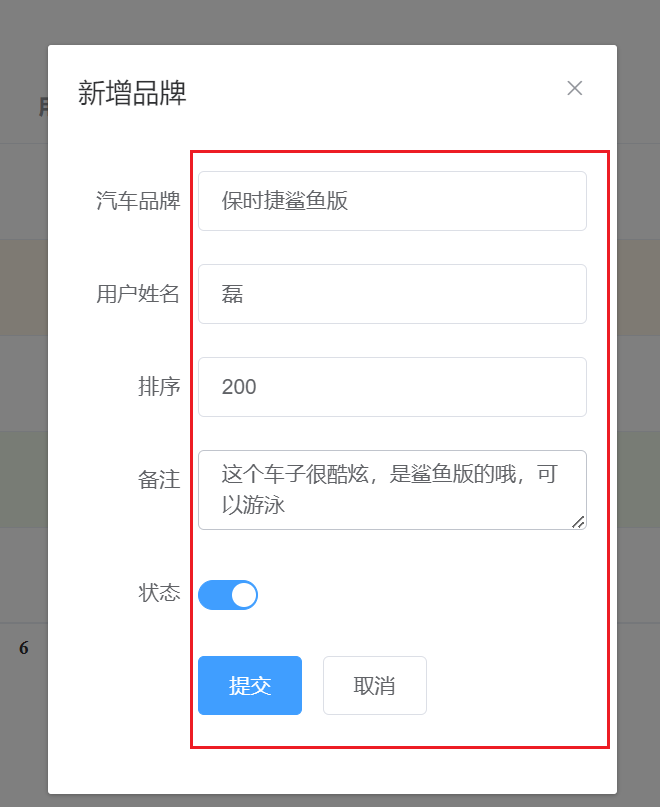 新增品牌
汽车品牌 保时捷鲨鱼版
用户姓名 磊
排序 200
备注 这个车子很酷炫，是鲨鱼版的哦，可
以游泳
状态
6
提交 取消